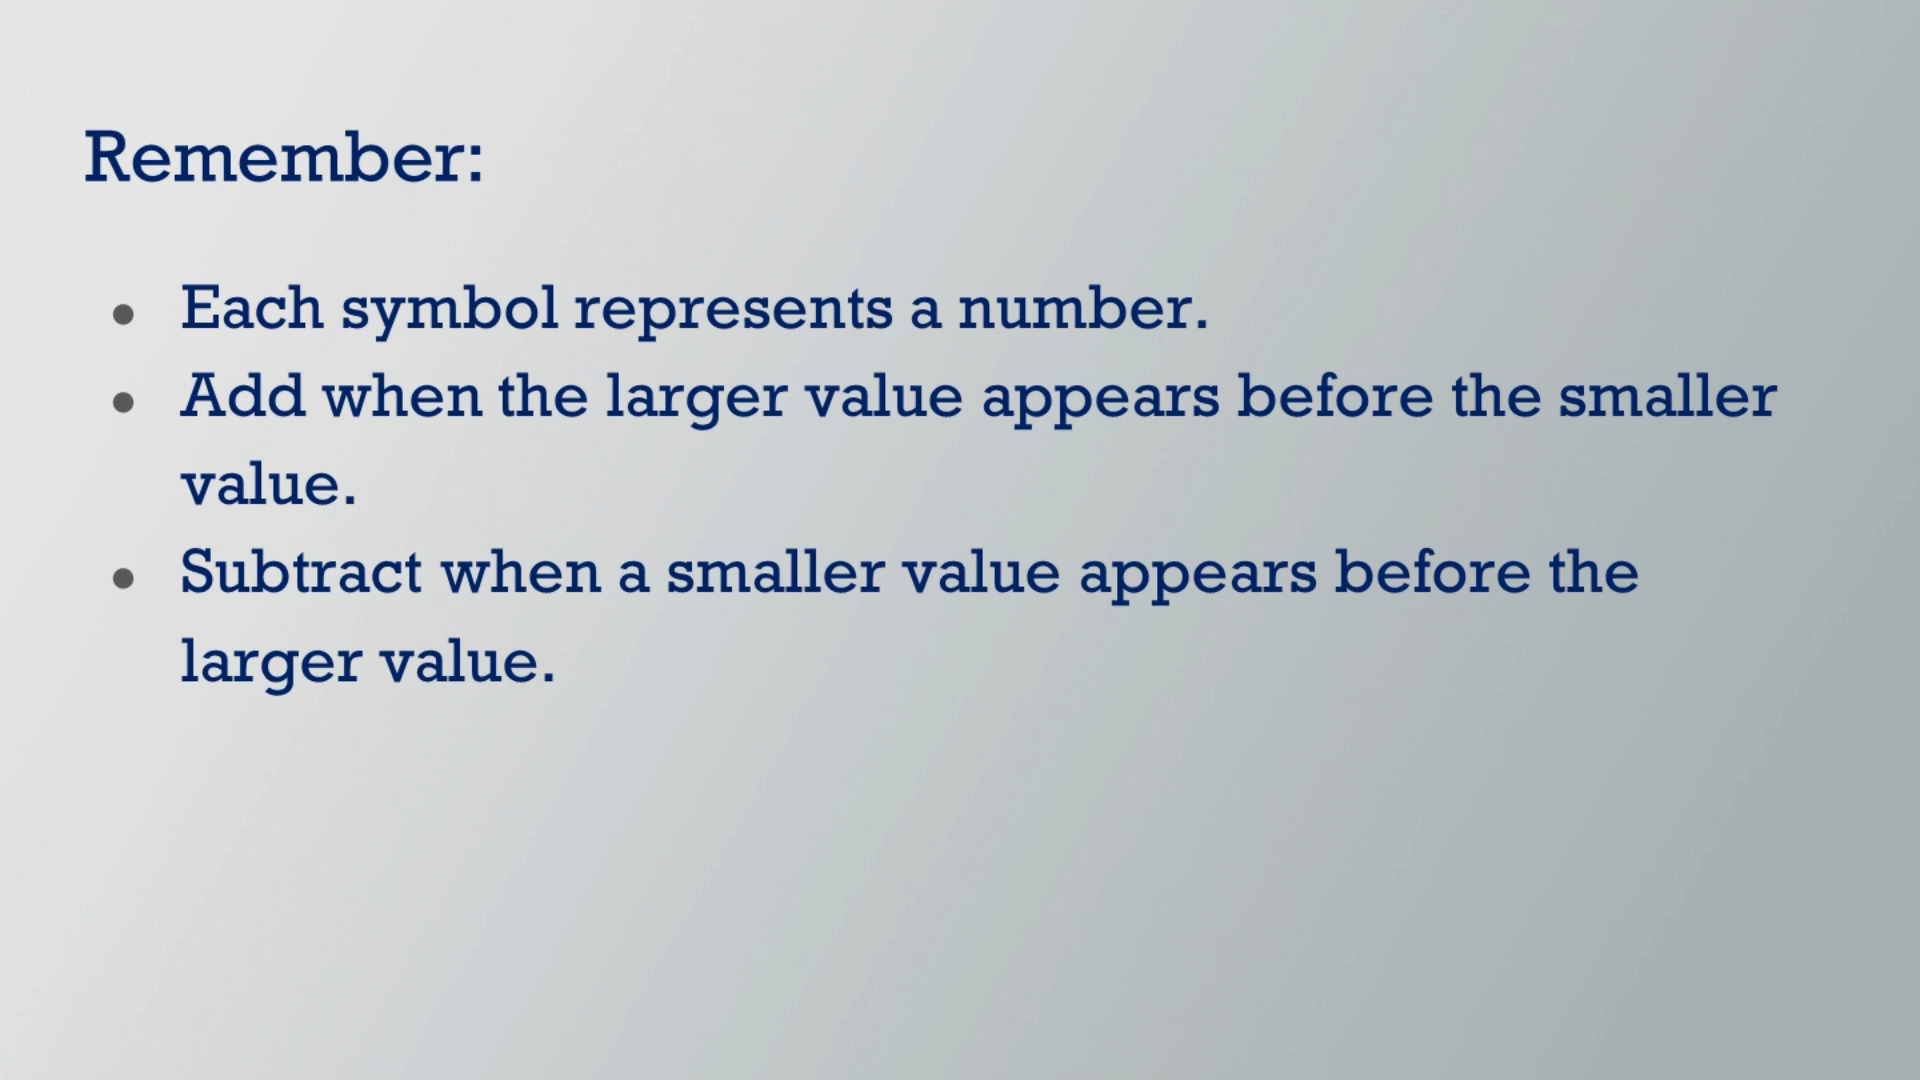 Remember:
• Each symbol represents a number.
• Add when the larger value appears before the smaller
value.
• Subtract when a smaller value appears before the
larger value.